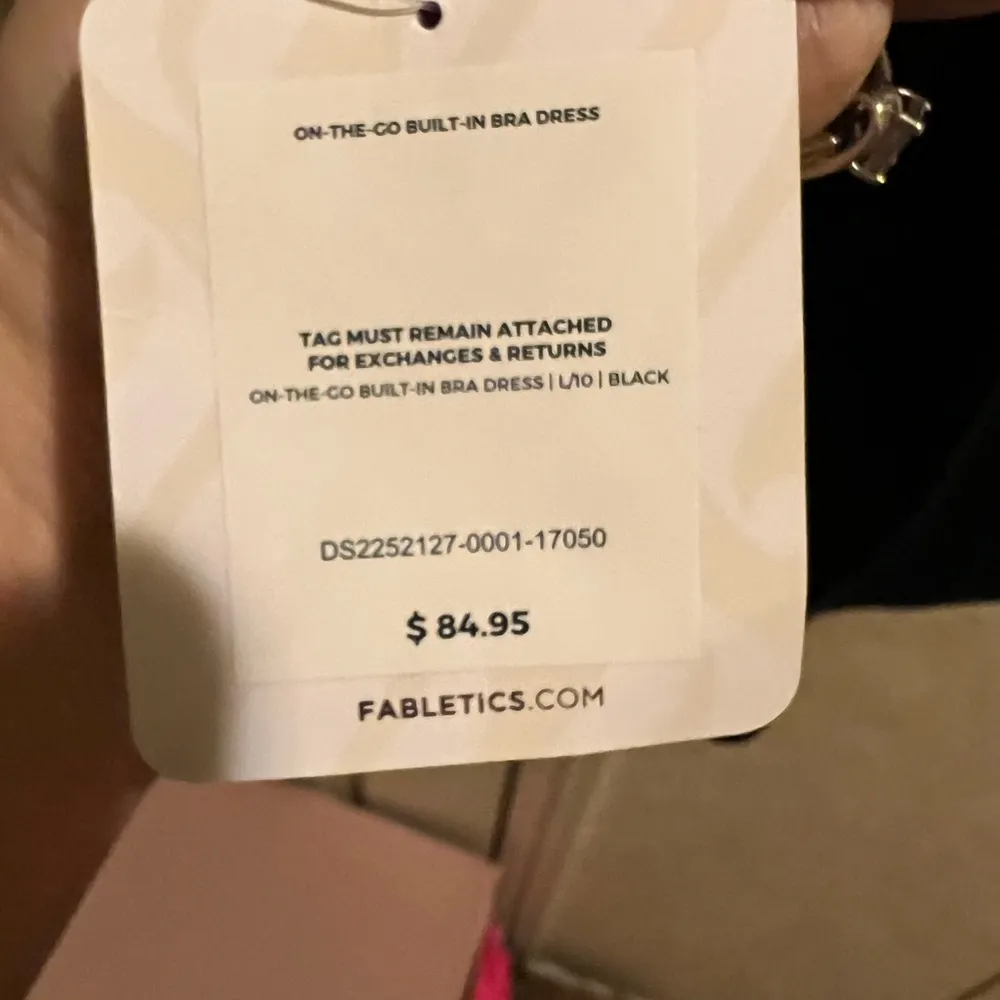 ON-THE-GO BUILT-IN BRA DRESS
TAG MUST REMAIN ATTACHED
FOR EXCHANGES & RETURNS
ON-THE-GO BUILT-IN BRA DRESS | L/10 | BLACK
DS2252127-0001-17050
$ 84.95
FABLETICS.COM